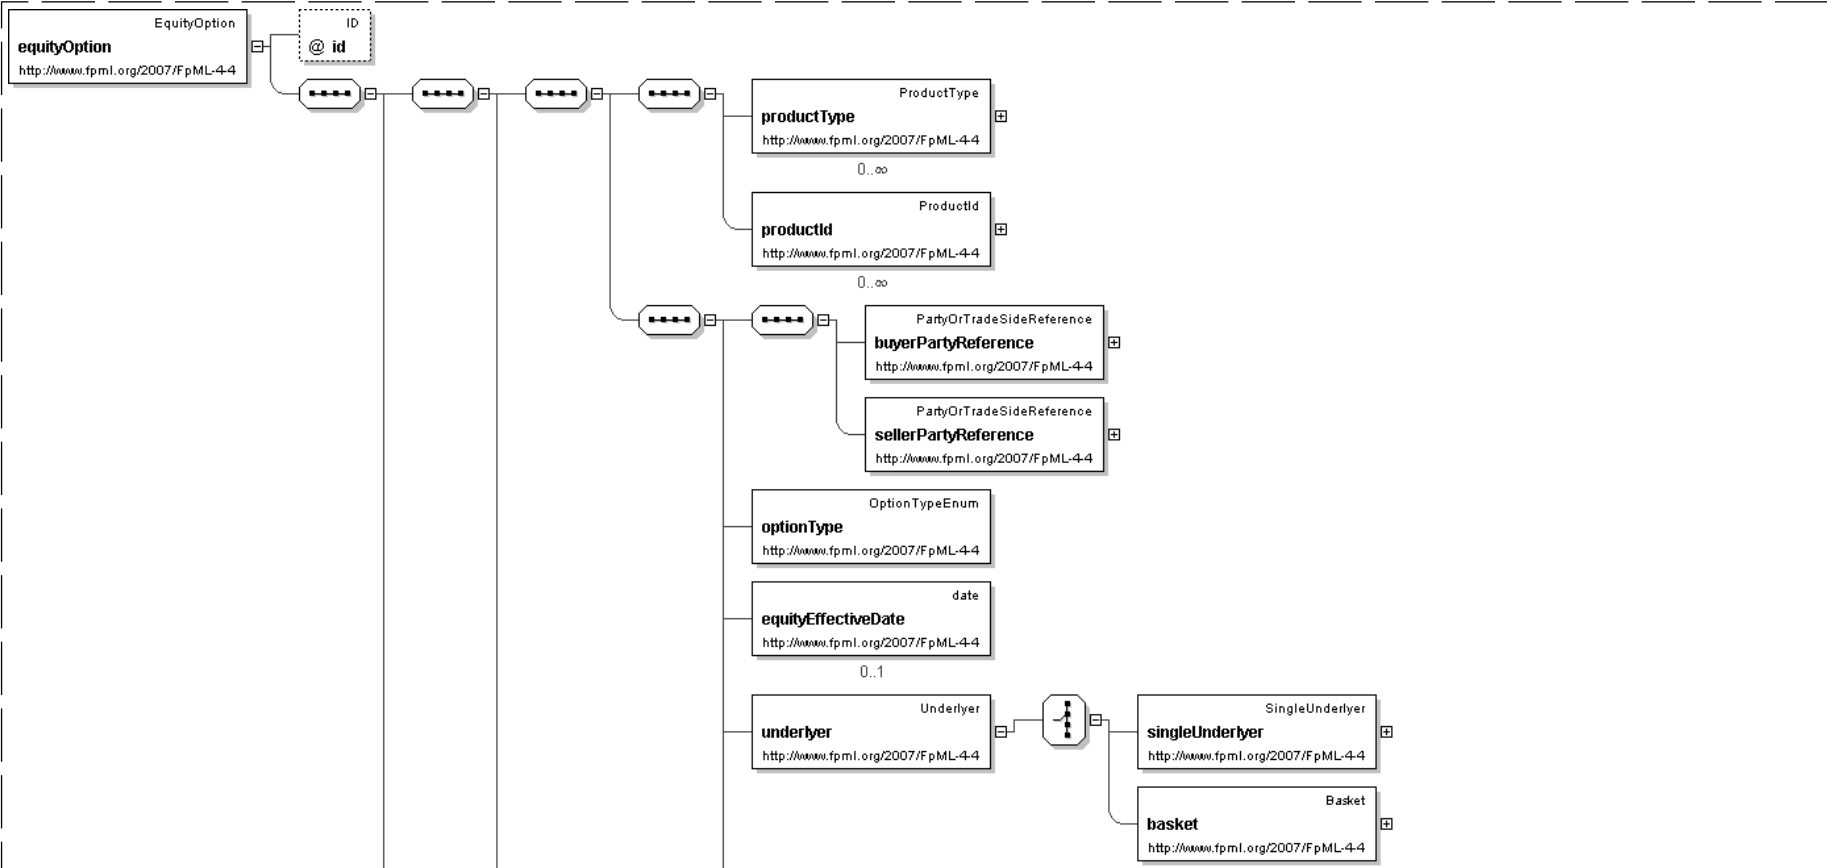 EquityOption
equityOption
http://www.fpml.org/2007/FpML-4-4
ID
@ id
ProductType
productType
http://www.fpml.org/2007/FpML-4-4
0..∞
ProductId
productId
http://www.fpml.org/2007/FpML-4-4
0..∞
PartyOrTradeSideReference
buyerPartyReference
http://www.fpml.org/2007/FpML-4-4
PartyOrTradeSideReference
sellerPartyReference
http://www.fpml.org/2007/FpML-4-4
OptionTypeEnum
optionType
http://www.fpml.org/2007/FpML-4-4
date
equityEffectiveDate
http://www.fpml.org/2007/FpML-4-4
0..1
Underlyer
underlyer
http://www.fpml.org/2007/FpML-4-4
SingleUnderlyer
singleUnderlyer
http://www.fpml.org/2007/FpML-4-4
Basket
basket
http://www.fpml.org/2007/FpML-4-4